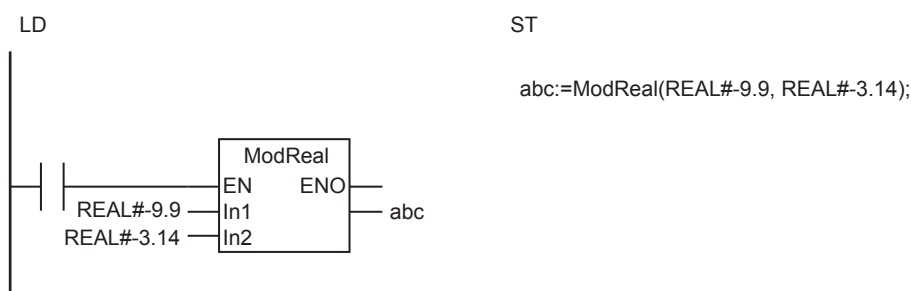 LD
ST
abc:=ModReal(REAL#-9.9, REAL#-3.14);
ModReal
EN ENO
REAL#-9.9 In1 abc
REAL#-3.14 In2